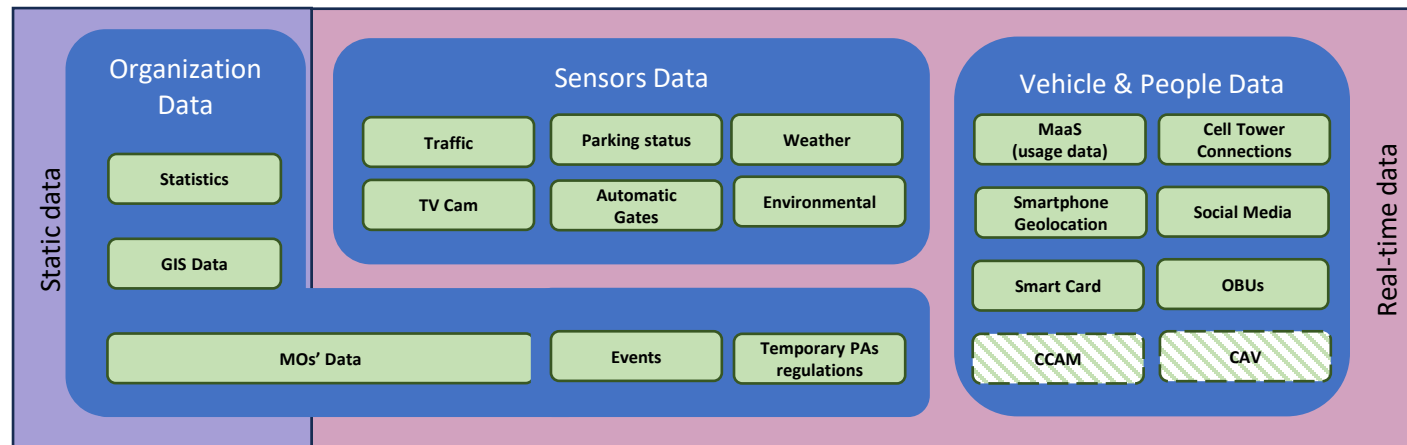 Static data
Organization
Data
Statistics
GIS Data
MOs’ Data
Events
Temporary PAs
regulations
Sensors Data
Traffic
Parking status
Weather
TV Cam
Automatic
Gates
Environmental
Vehicle & People Data
MaaS
(usage data)
Cell Tower
Connections
Smartphone
Geolocation
Social Media
Smart Card
OBUs
CCAM
CAV
Real-time data